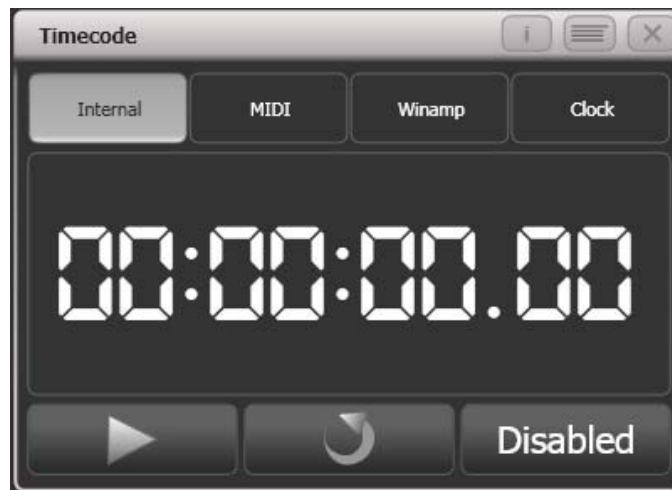 Timecode
i
Internal MIDI Winamp Clock
00:00:00.00
Disabled